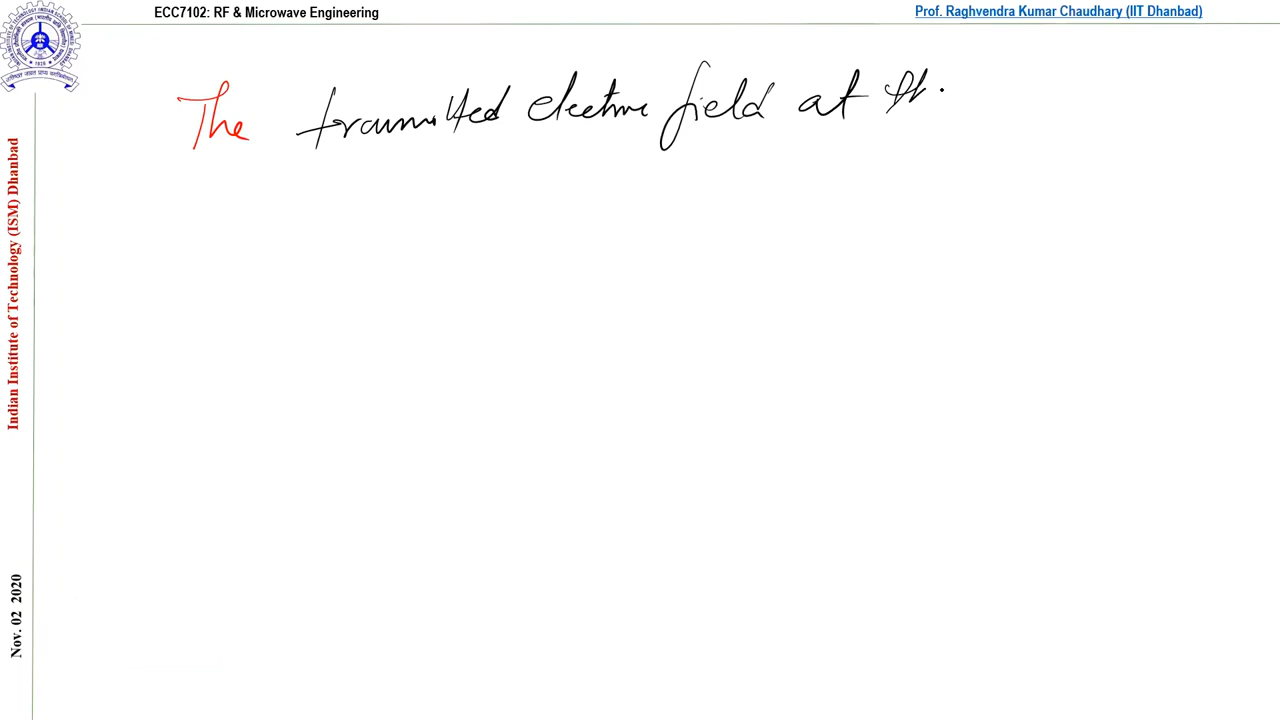 ECC7102: RF & Microwave Engineering
Prof. Raghvendra Kumar Chaudhary (IIT Dhanbad)
The transmitted electric field at
Indian Institute of Technology (ISM) Dhanbad
Nov. 02 2020